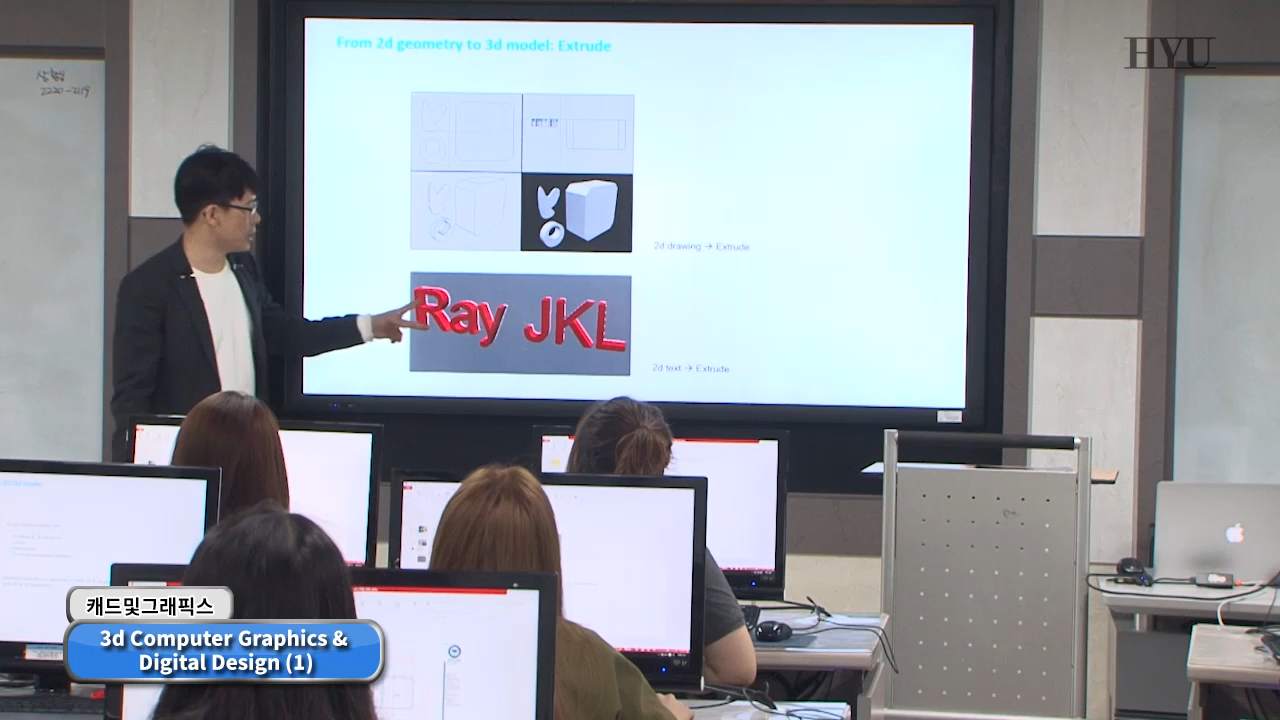 From 2d geometry to 3d model: Extrude
HYU
2d drawing → Extrude
Ray JKL
2d text → Extrude
캐드및그래픽스
3d Computer Graphics &
Digital Design (1)